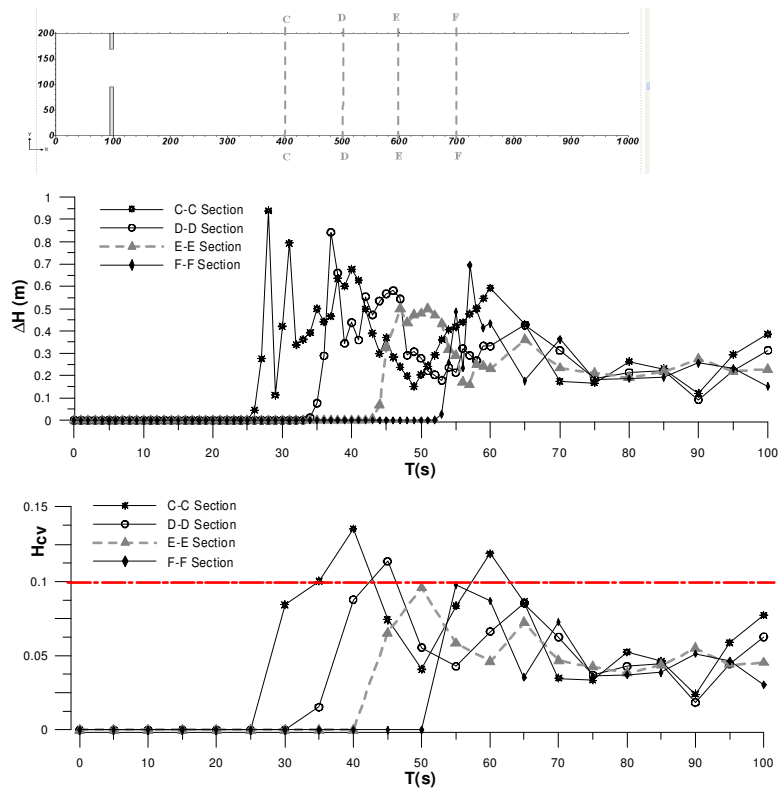 C D E F
200
150
100
50
0
0 100 200 300 400 500 600 700 800 900 1000
Y
X
C D E F
1
0.9
0.8
0.7
0.6
0.5
0.4
0.3
0.2
0.1
0
ΔH (m)
C-C Section
D-D Section
E-E Section
F-F Section
0 10 20 30 40 50 60 70 80 90 100
T(s)
0.15
0.1
0.05
0
Hcv
C-C Section
D-D Section
E-E Section
F-F Section
0 10 20 30 40 50 60 70 80 90 100
T(s)